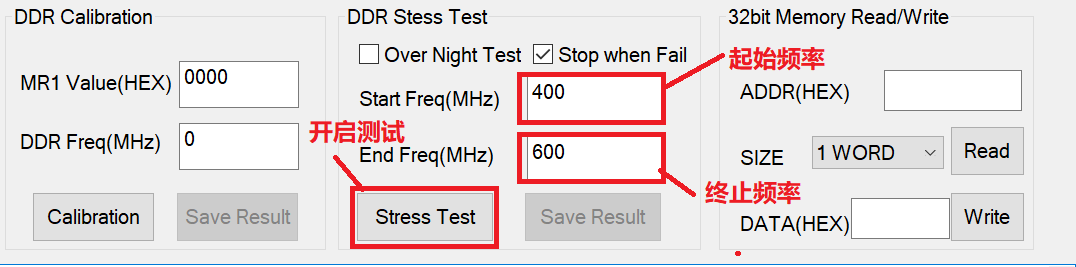 DDR Calibration
MR1 Value(HEX) 0000
DDR Freq(MHz) 0
Calibration Save Result
DDR Stess Test
Over Night Test Stop when Fail
Start Freq(MHz) 400
起始频率
开启测试
End Freq(MHz) 600
终止频率
Stress Test Save Result
32bit Memory Read/Write
ADDR(HEX)
SIZE 1 WORD Read
DATA(HEX) Write